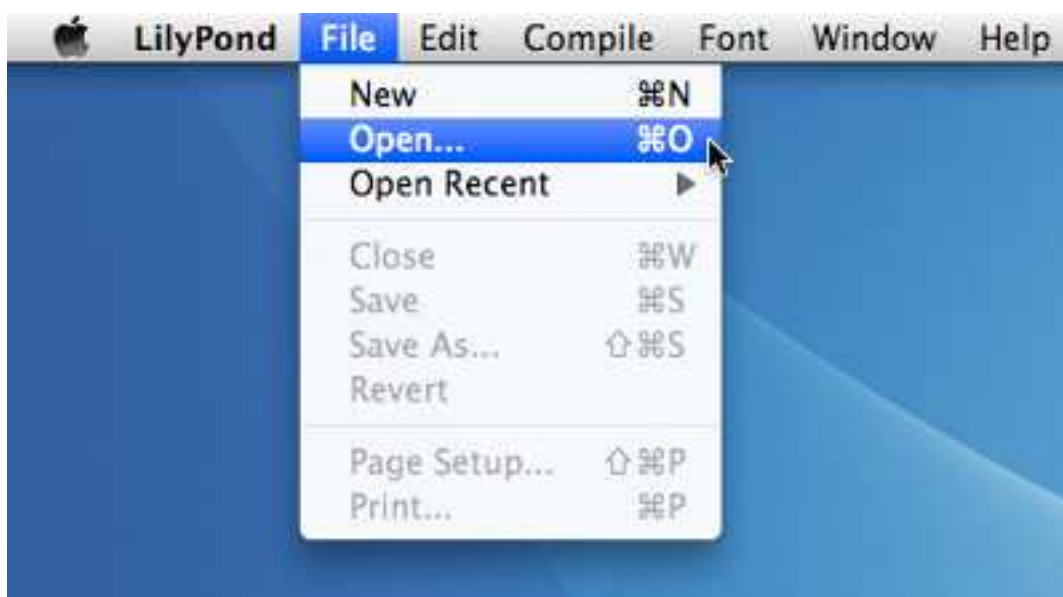 LilyPond File Edit Compile Font Window Help
New ⌘N
Open... ⌘O
Open Recent ▶
Close ⌘W
Save ⌘S
Save As... ⇧⌘S
Revert
Page Setup... ⇧⌘P
Print... ⌘P